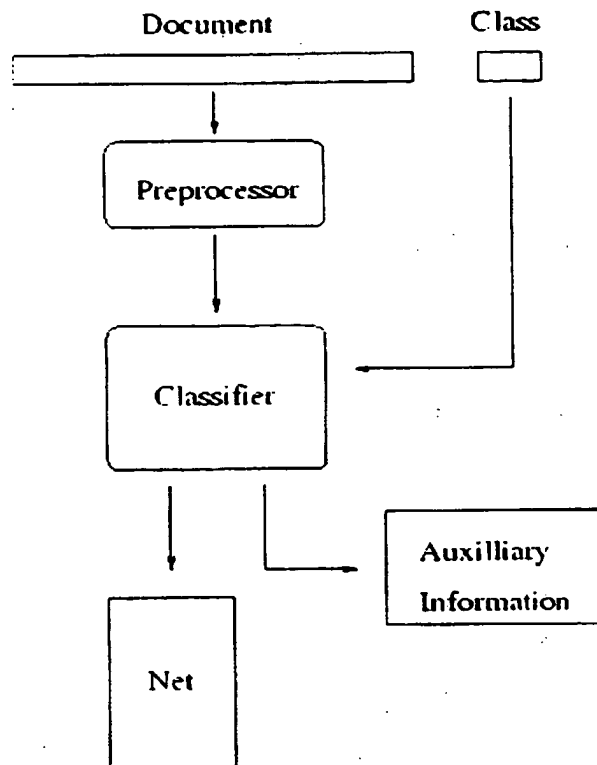 Document
Class
Preprocessor
Classifier
Auxilliary
Information
Net